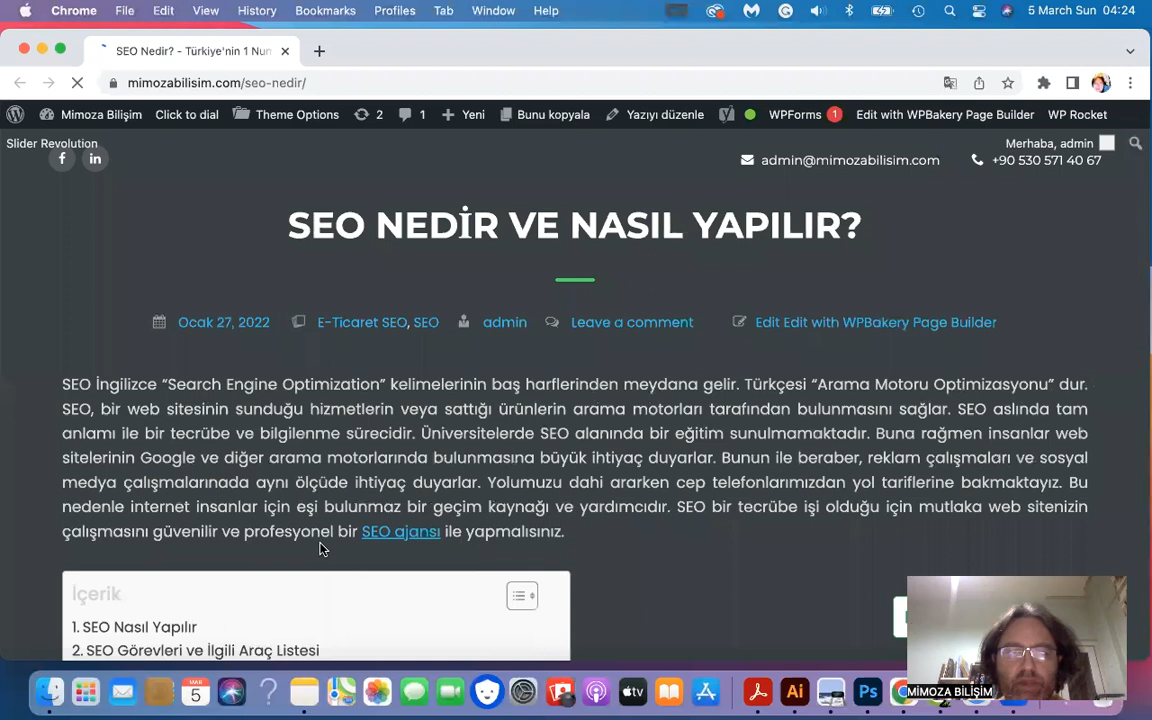 Chrome File Edit View History Bookmarks Profiles Tab Window Help 5 March Sun 04:24
SEO Nedir? - Türkiye'nin 1 Num
mimozabilisim.com/seo-nedir/
Mimoza Bilişim Click to dial Theme Options 2 1 Yeni Bunu kopyala Yazıyı düzenle WPForms 1 Edit with WPBakery Page Builder WP Rocket
Slider Revolution Merhaba, admin
admin@mimozabilisim.com +90 530 571 40 67
SEO NEDİR VE NASIL YAPILIR?
Ocak 27, 2022 E-Ticaret SEO, SEO admin Leave a comment Edit Edit with WPBakery Page Builder
SEO İngilizce “Search Engine Optimization” kelimelerinin baş harflerinden meydana gelir. Türkçesi “Arama Motoru Optimizasyonu” dur.
SEO, bir web sitesinin sunduğu hizmetlerin veya sattığı ürünlerin arama motorları tarafından bulunmasını sağlar. SEO aslında tam
anlamı ile bir tecrübe ve bilgilenme sürecidir. Üniversitelerde SEO alanında bir eğitim sunulmamaktadır. Buna rağmen insanlar web
sitelerinin Google ve diğer arama motorlarında bulunmasına büyük ihtiyaç duyarlar. Bunun ile beraber, reklam çalışmaları ve sosyal
medya çalışmalarınada aynı ölçüde ihtiyaç duyarlar. Yolumuzu dahi ararken cep telefonlarımızdan yol tariflerine bakmaktayız. Bu
nedenle internet insanlar için eşi bulunmaz bir geçim kaynağı ve yardımcıdır. SEO bir tecrübe işi olduğu için mutlaka web sitenizin
çalışmasını güvenilir ve profesyonel bir SEO ajansı ile yapmalısınız.
İçerik
1. SEO Nasıl Yapılır
2. SEO Görevleri ve İlgili Araç Listesi
MİMOZA BİLİŞİM
MAR
5
tv
Ai
Ps